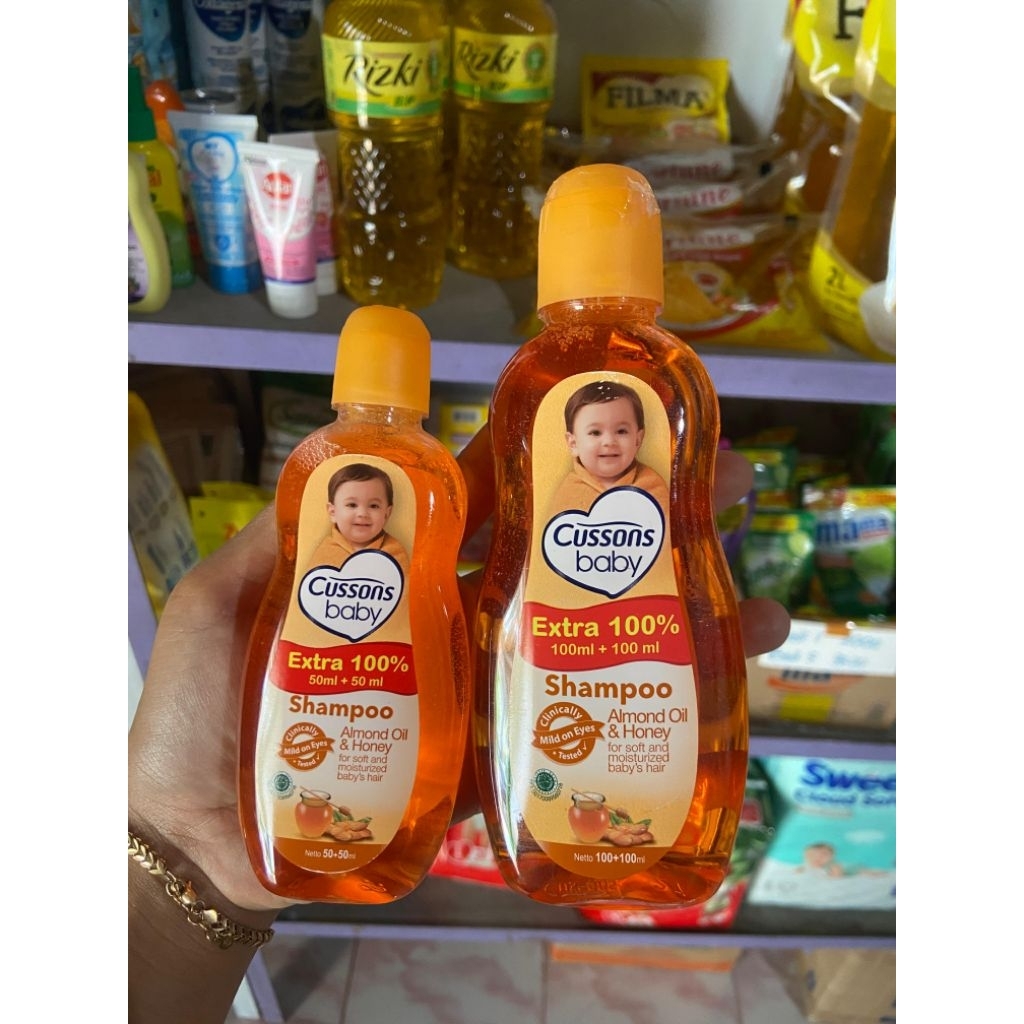 Rizki
Rizki
FILMA
2L
Cussons
baby
Extra 100%
50ml + 50 ml
Shampoo
Clinically
Mild on Eyes
Tested
Almond Oil
& Honey
for soft and
moisturized
baby's hair
Netto 50+50ml
Cussons
baby
Extra 100%
100ml + 100 ml
Shampoo
Clinically
Mild on Eyes
Tested
Almond Oil
& Honey
for soft and
moisturized
baby's hair
Netto 100+100ml
mama